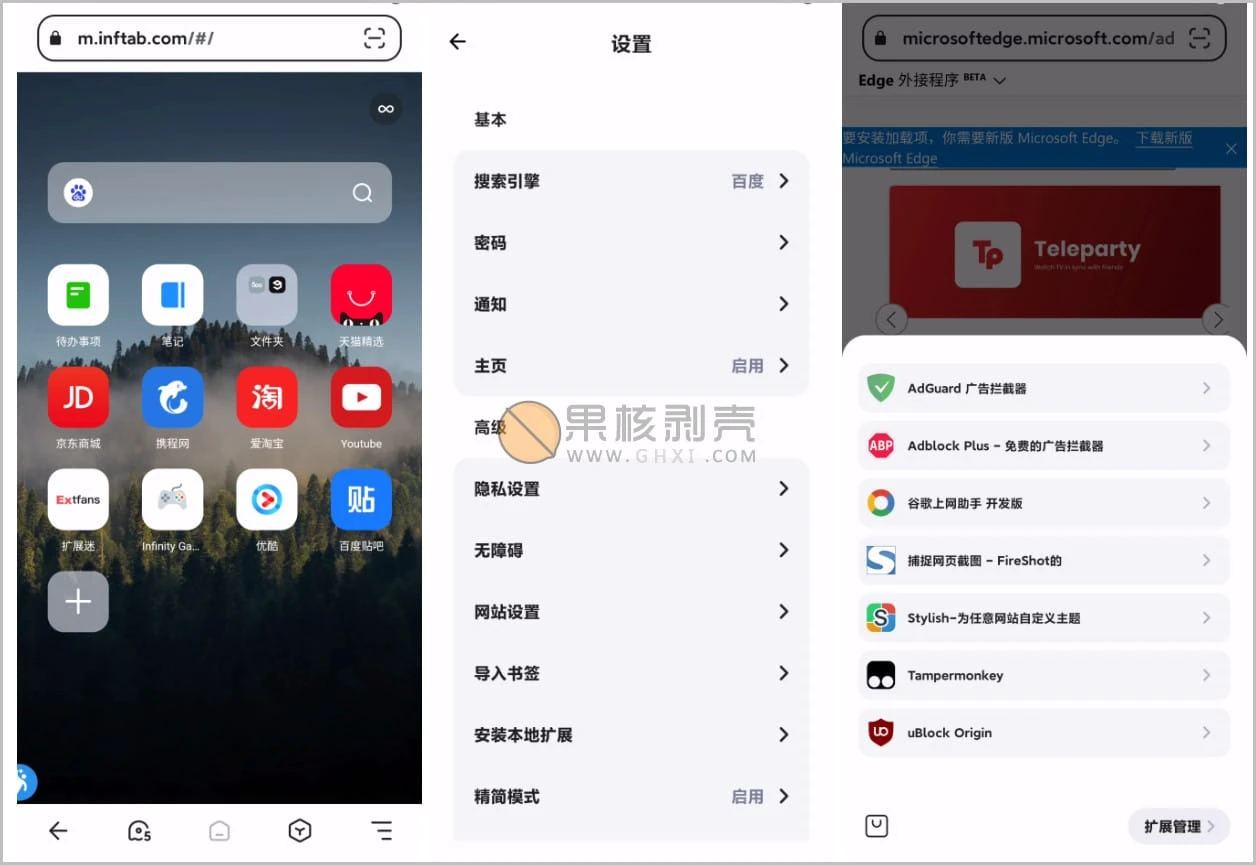 m.inftab.com/#/
待办事项
笔记
文件夹
天猫精选
JD
淘
京东商城
携程网
爱淘宝
Youtube
Extfans
贴
扩展迷
Infinity Ga...
优酷
百度贴吧
5
设置
基本
搜索引擎 百度
密码
通知
主页 启用
高级
果核剥壳
WWW.GHXI.COM
隐私设置
无障碍
网站设置
导入书签
安装本地扩展
精简模式 启用
microsoftedge.microsoft.com/ad
Edge 外接程序 BETA
要安装加载项，你需要新版 Microsoft Edge。 下载新版
Microsoft Edge
Tp Teleparty
Watch TV in sync with friends
AdGuard 广告拦截器
ABP Adblock Plus - 免费的广告拦截器
谷歌上网助手 开发版
S 捕捉网页截图 - FireShot的
S Stylish-为任意网站自定义主题
Tampermonkey
uBlock Origin
扩展管理